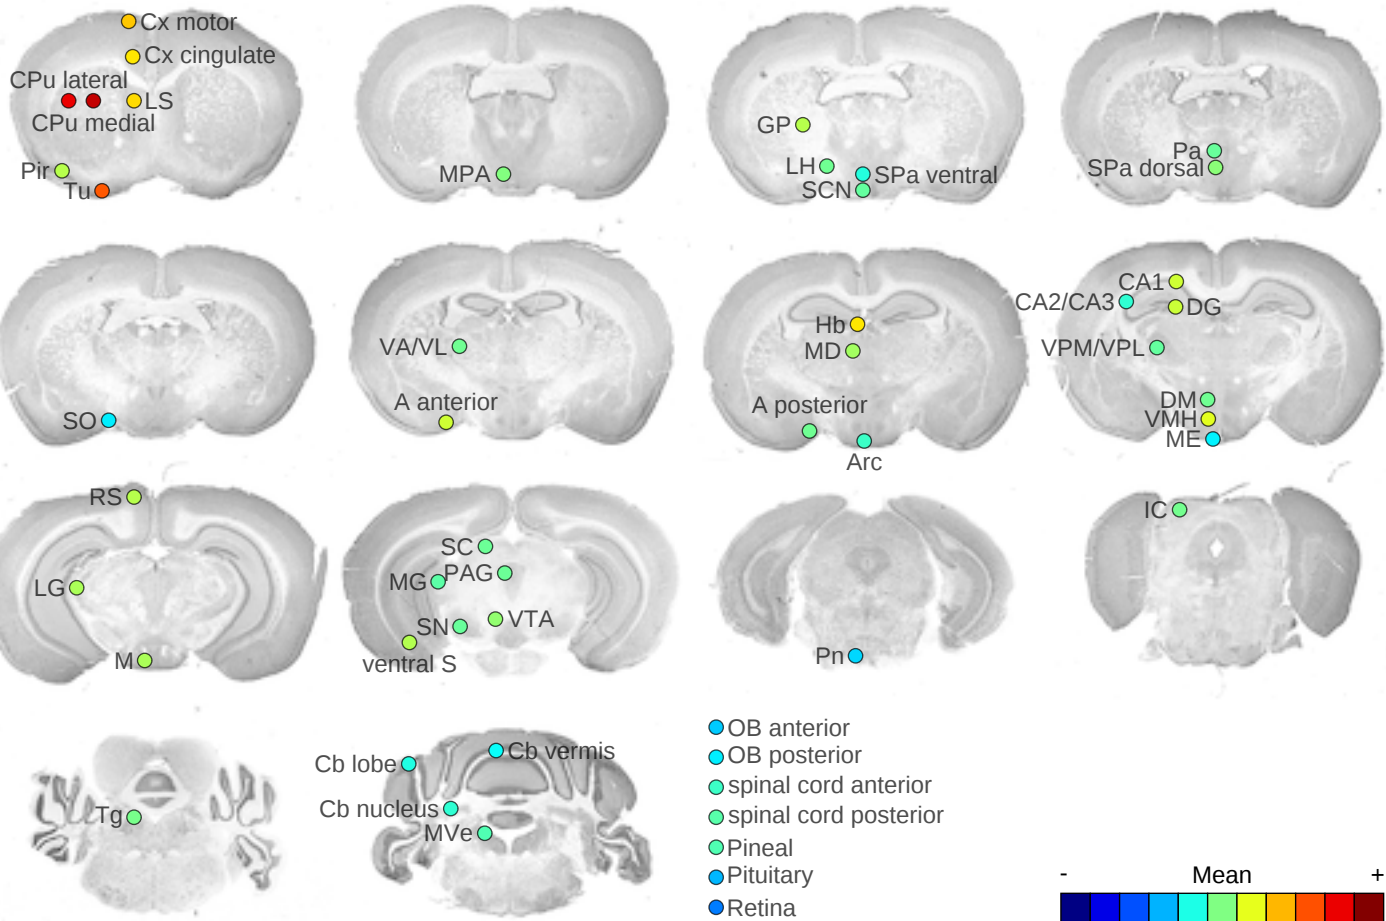 Cx motor
Cx cingulate
CPu lateral
LS
CPu medial
Pir
Tu
MPA
GP
LH
SPa ventral
SCN
Pa
SPa dorsal
SO
VA/VL
A anterior
Hb
MD
A posterior
Arc
CA1
CA2/CA3
DG
VPM/VPL
DM
VMH
ME
RS
LG
M
SC
PAG
MG
SN
VTA
ventral S
Pn
IC
Tg
Cb lobe
Cb vermis
Cb nucleus
MVe
OB anterior
OB posterior
spinal cord anterior
spinal cord posterior
Pineal
Pituitary
Retina
- Mean +